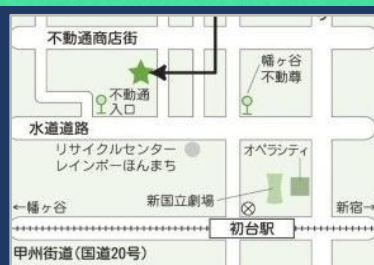 不動通商店街
幡ヶ谷
不動尊
不動通
入口
水道道路
リサイクルセンター
レインボーほんまち
オペラシティ
新国立劇場
←幡ヶ谷
新宿→
初台駅
甲州街道(国道20号)